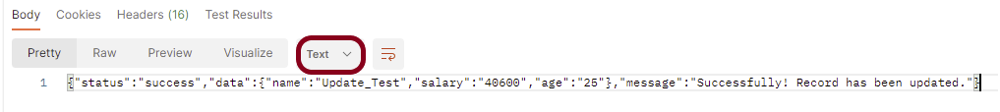 Body Cookies Headers (16) Test Results
Pretty Raw Preview Visualize Text
1 {"status":"success","data":{"name":"Update_Test","salary":"40600","age":"25"},"message":"Successfully! Record has been updated."}